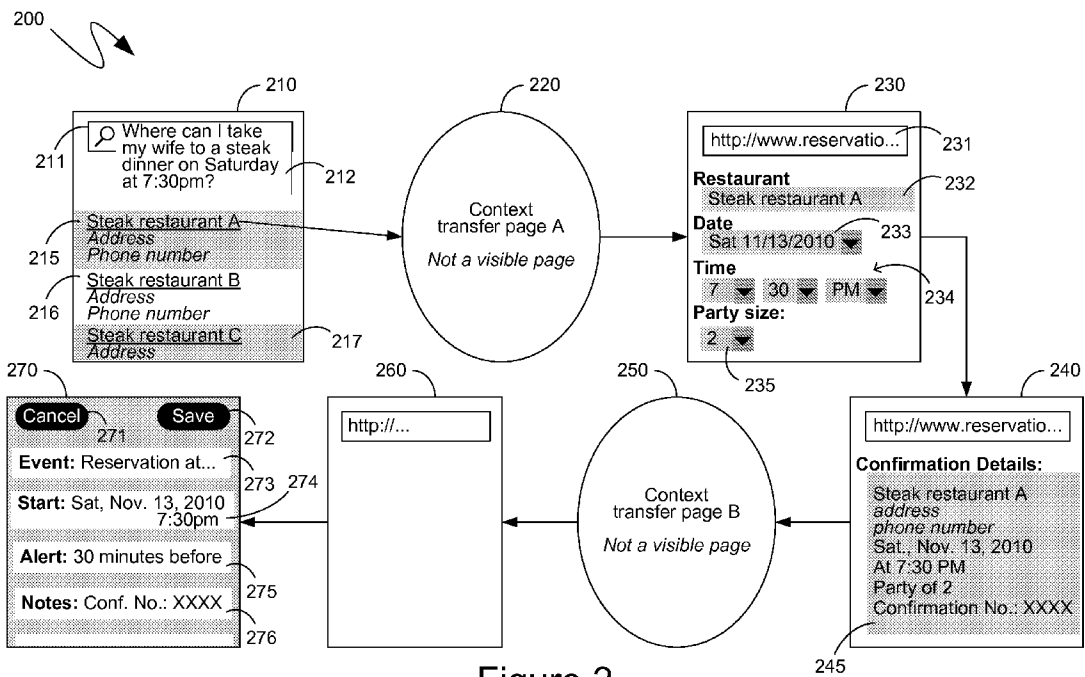 200
210
211
Where can I take
my wife to a steak
dinner on Saturday
at 7:30pm?
212
215
Steak restaurant A
Address
Phone number
216
Steak restaurant B
Address
Phone number
Steak restaurant C
Address
217
220
Context
transfer page A
Not a visible page
230
http://www.reservatio...
231
Restaurant
Steak restaurant A
232
Date
Sat 11/13/2010
233
Time
7 30 PM
234
Party size:
2
235
240
http://www.reservatio...
Confirmation Details:
Steak restaurant A
address
phone number
Sat., Nov. 13, 2010
At 7:30 PM
Party of 2
Confirmation No.: XXXX
245
250
Context
transfer page B
Not a visible page
260
http://...
270
Cancel
271
Save
272
Event: Reservation at...
273
Start: Sat, Nov. 13, 2010
7:30pm
274
Alert: 30 minutes before
275
Notes: Conf. No.: XXXX
276